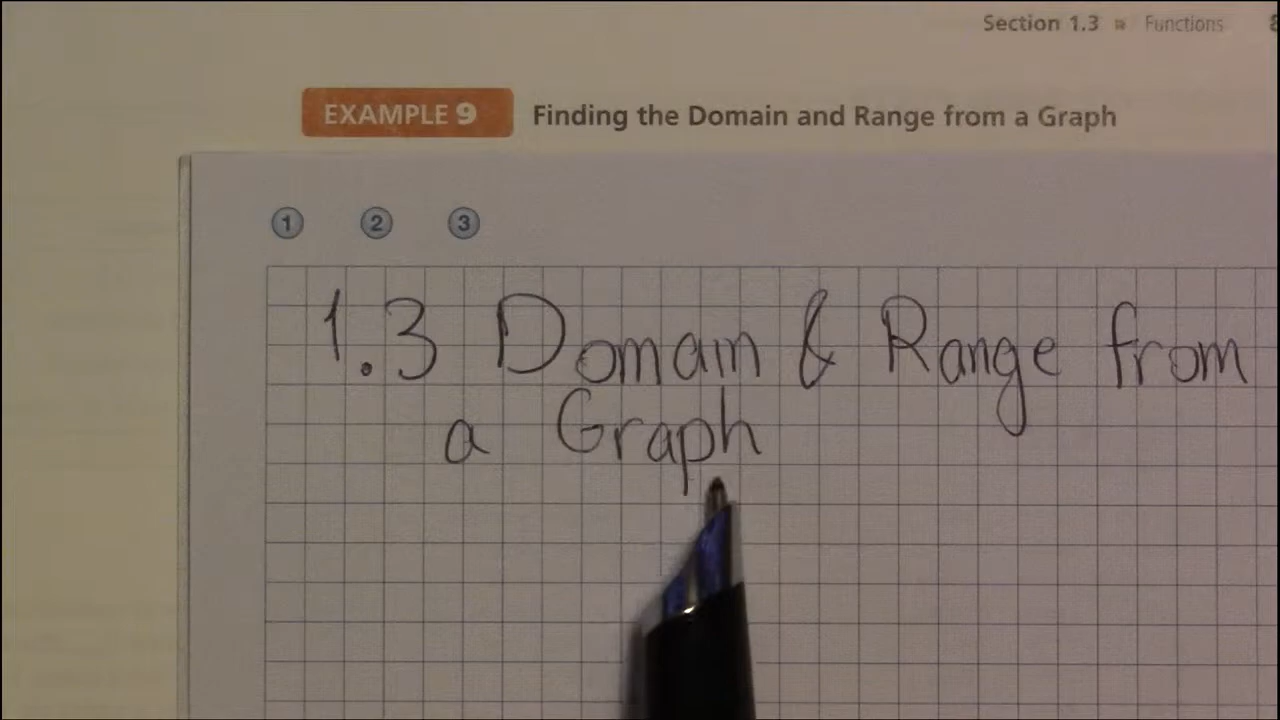 Section 1.3 » Functions
EXAMPLE 9 Finding the Domain and Range from a Graph
1 2 3
1.3 Domain & Range from
a Graph